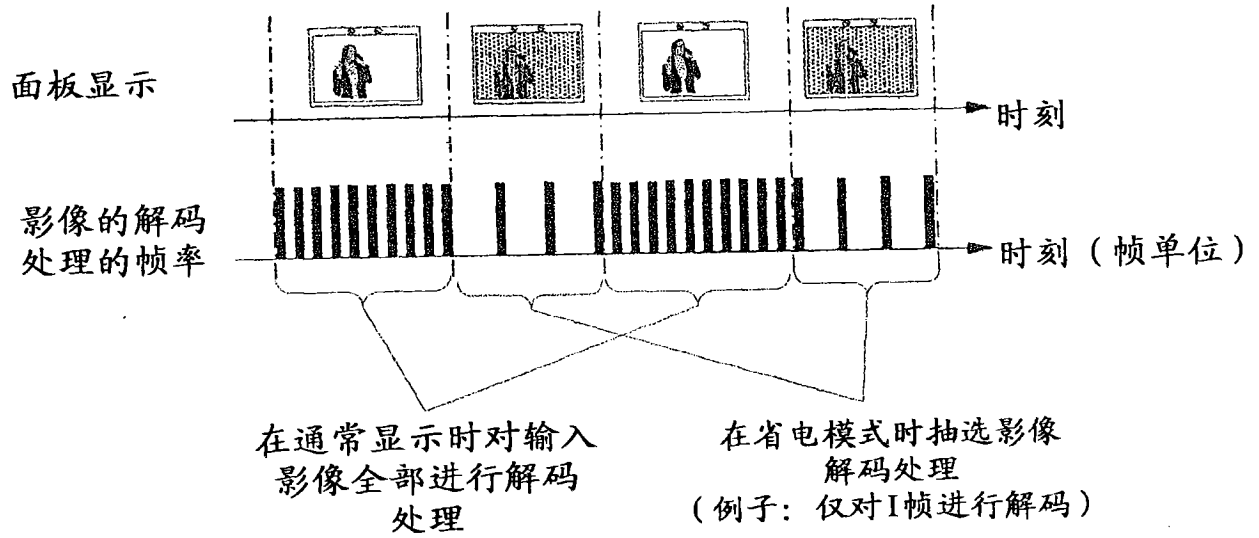 面板显示
时刻
影像的解码
处理的帧率
时刻（帧单位）
在通常显示时对输入
影像全部进行解码
处理
在省电模式时抽选影像
解码处理
（例子：仅对I帧进行解码）